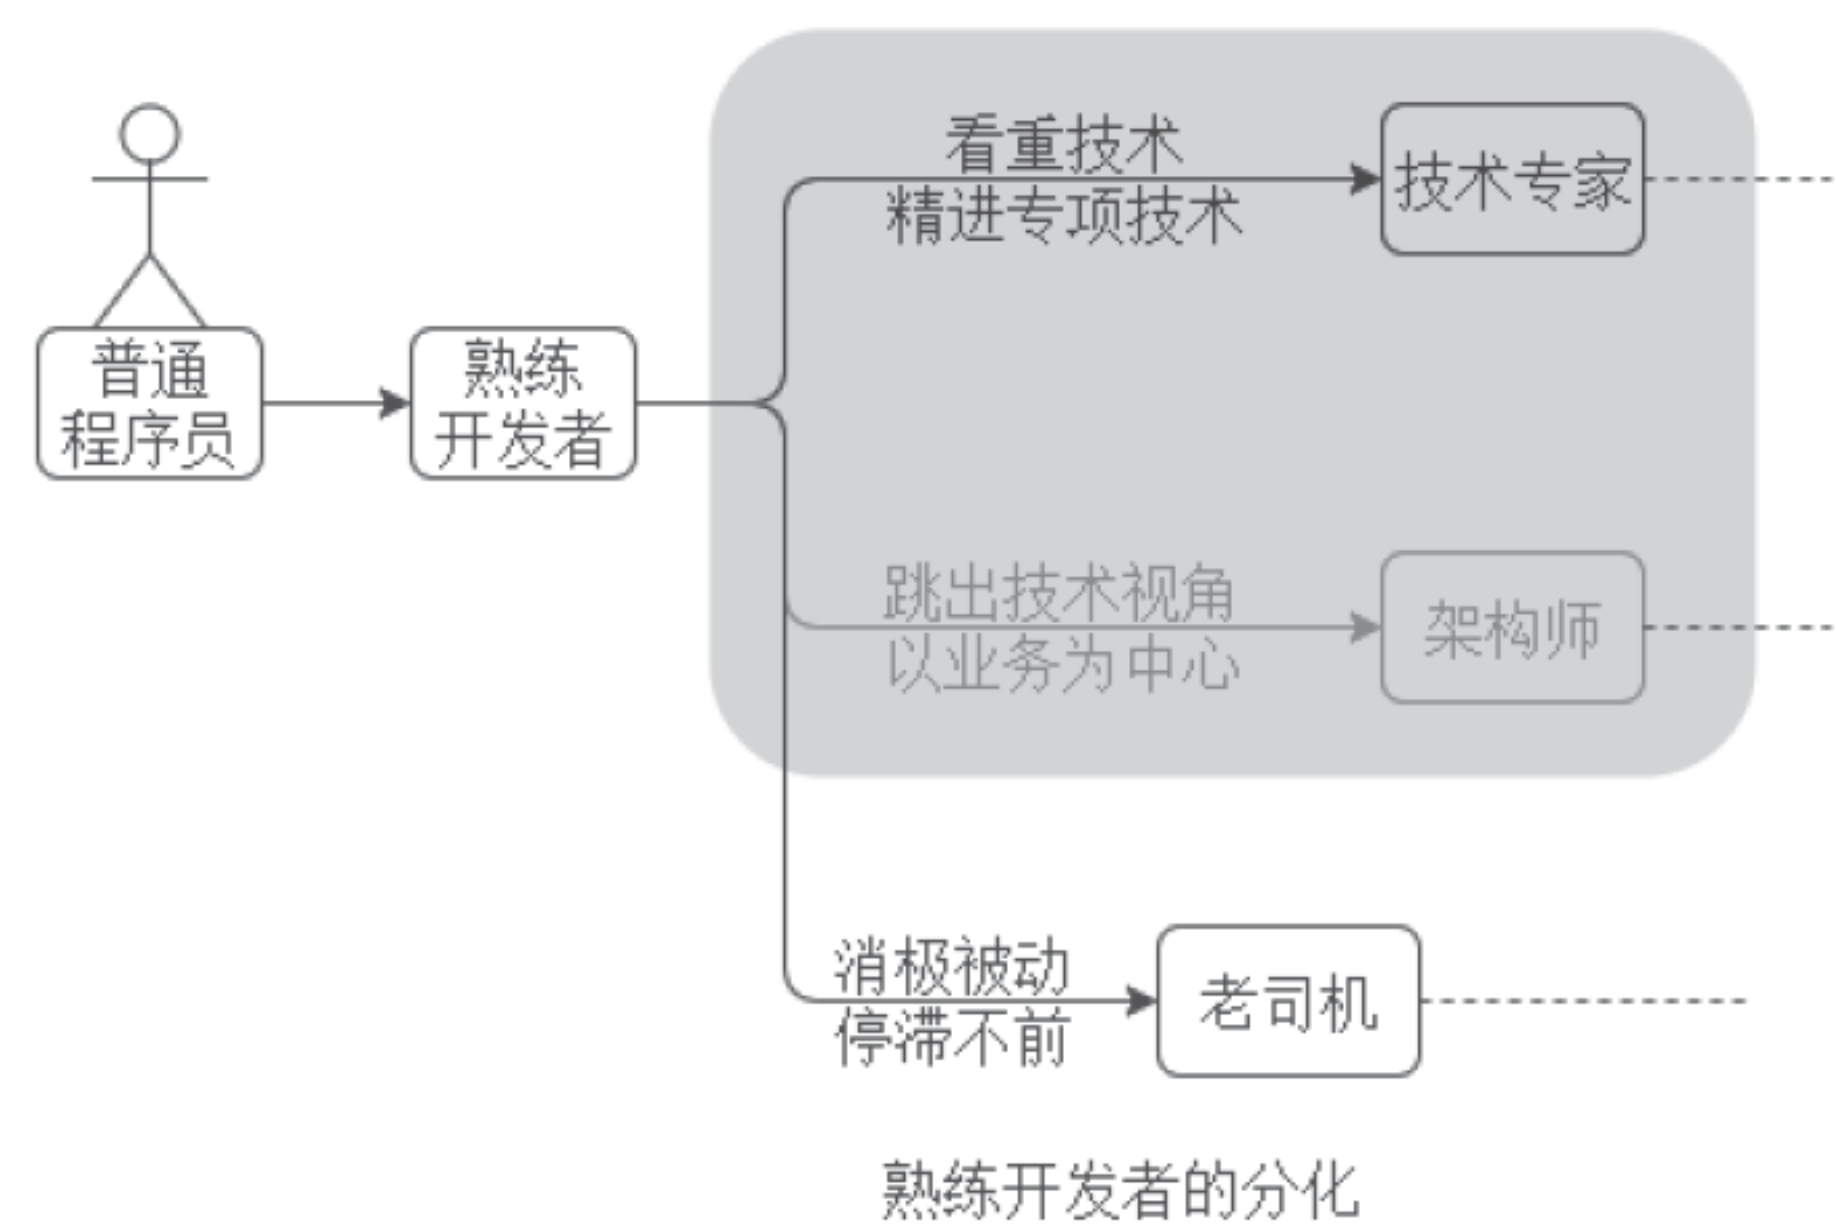 看重技术
精进专项技术
技术专家
普通
程序员
熟练
开发者
跳出技术视角
以业务为中心
架构师
消极被动
停滞不前
老司机
熟练开发者的分化